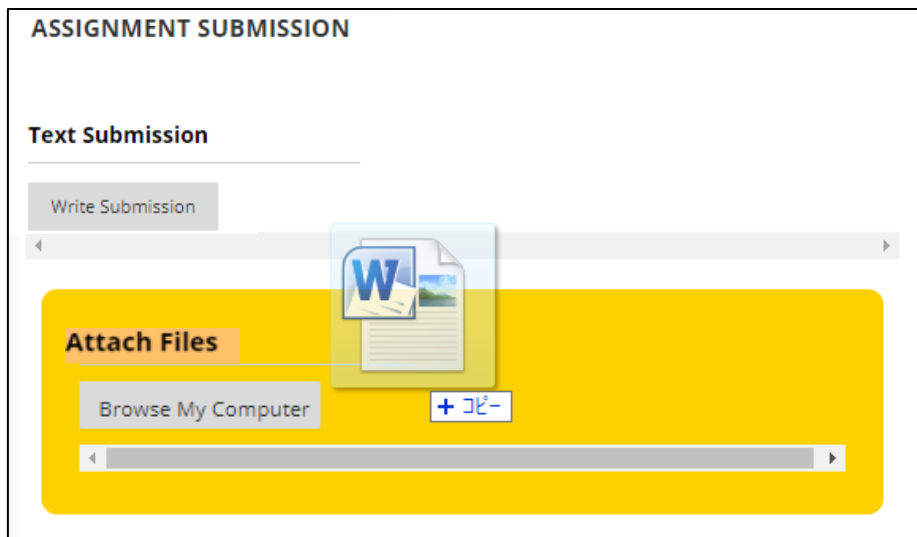 ASSIGNMENT SUBMISSION
Text Submission
Write Submission
W
Attach Files
Browse My Computer
+ コピー